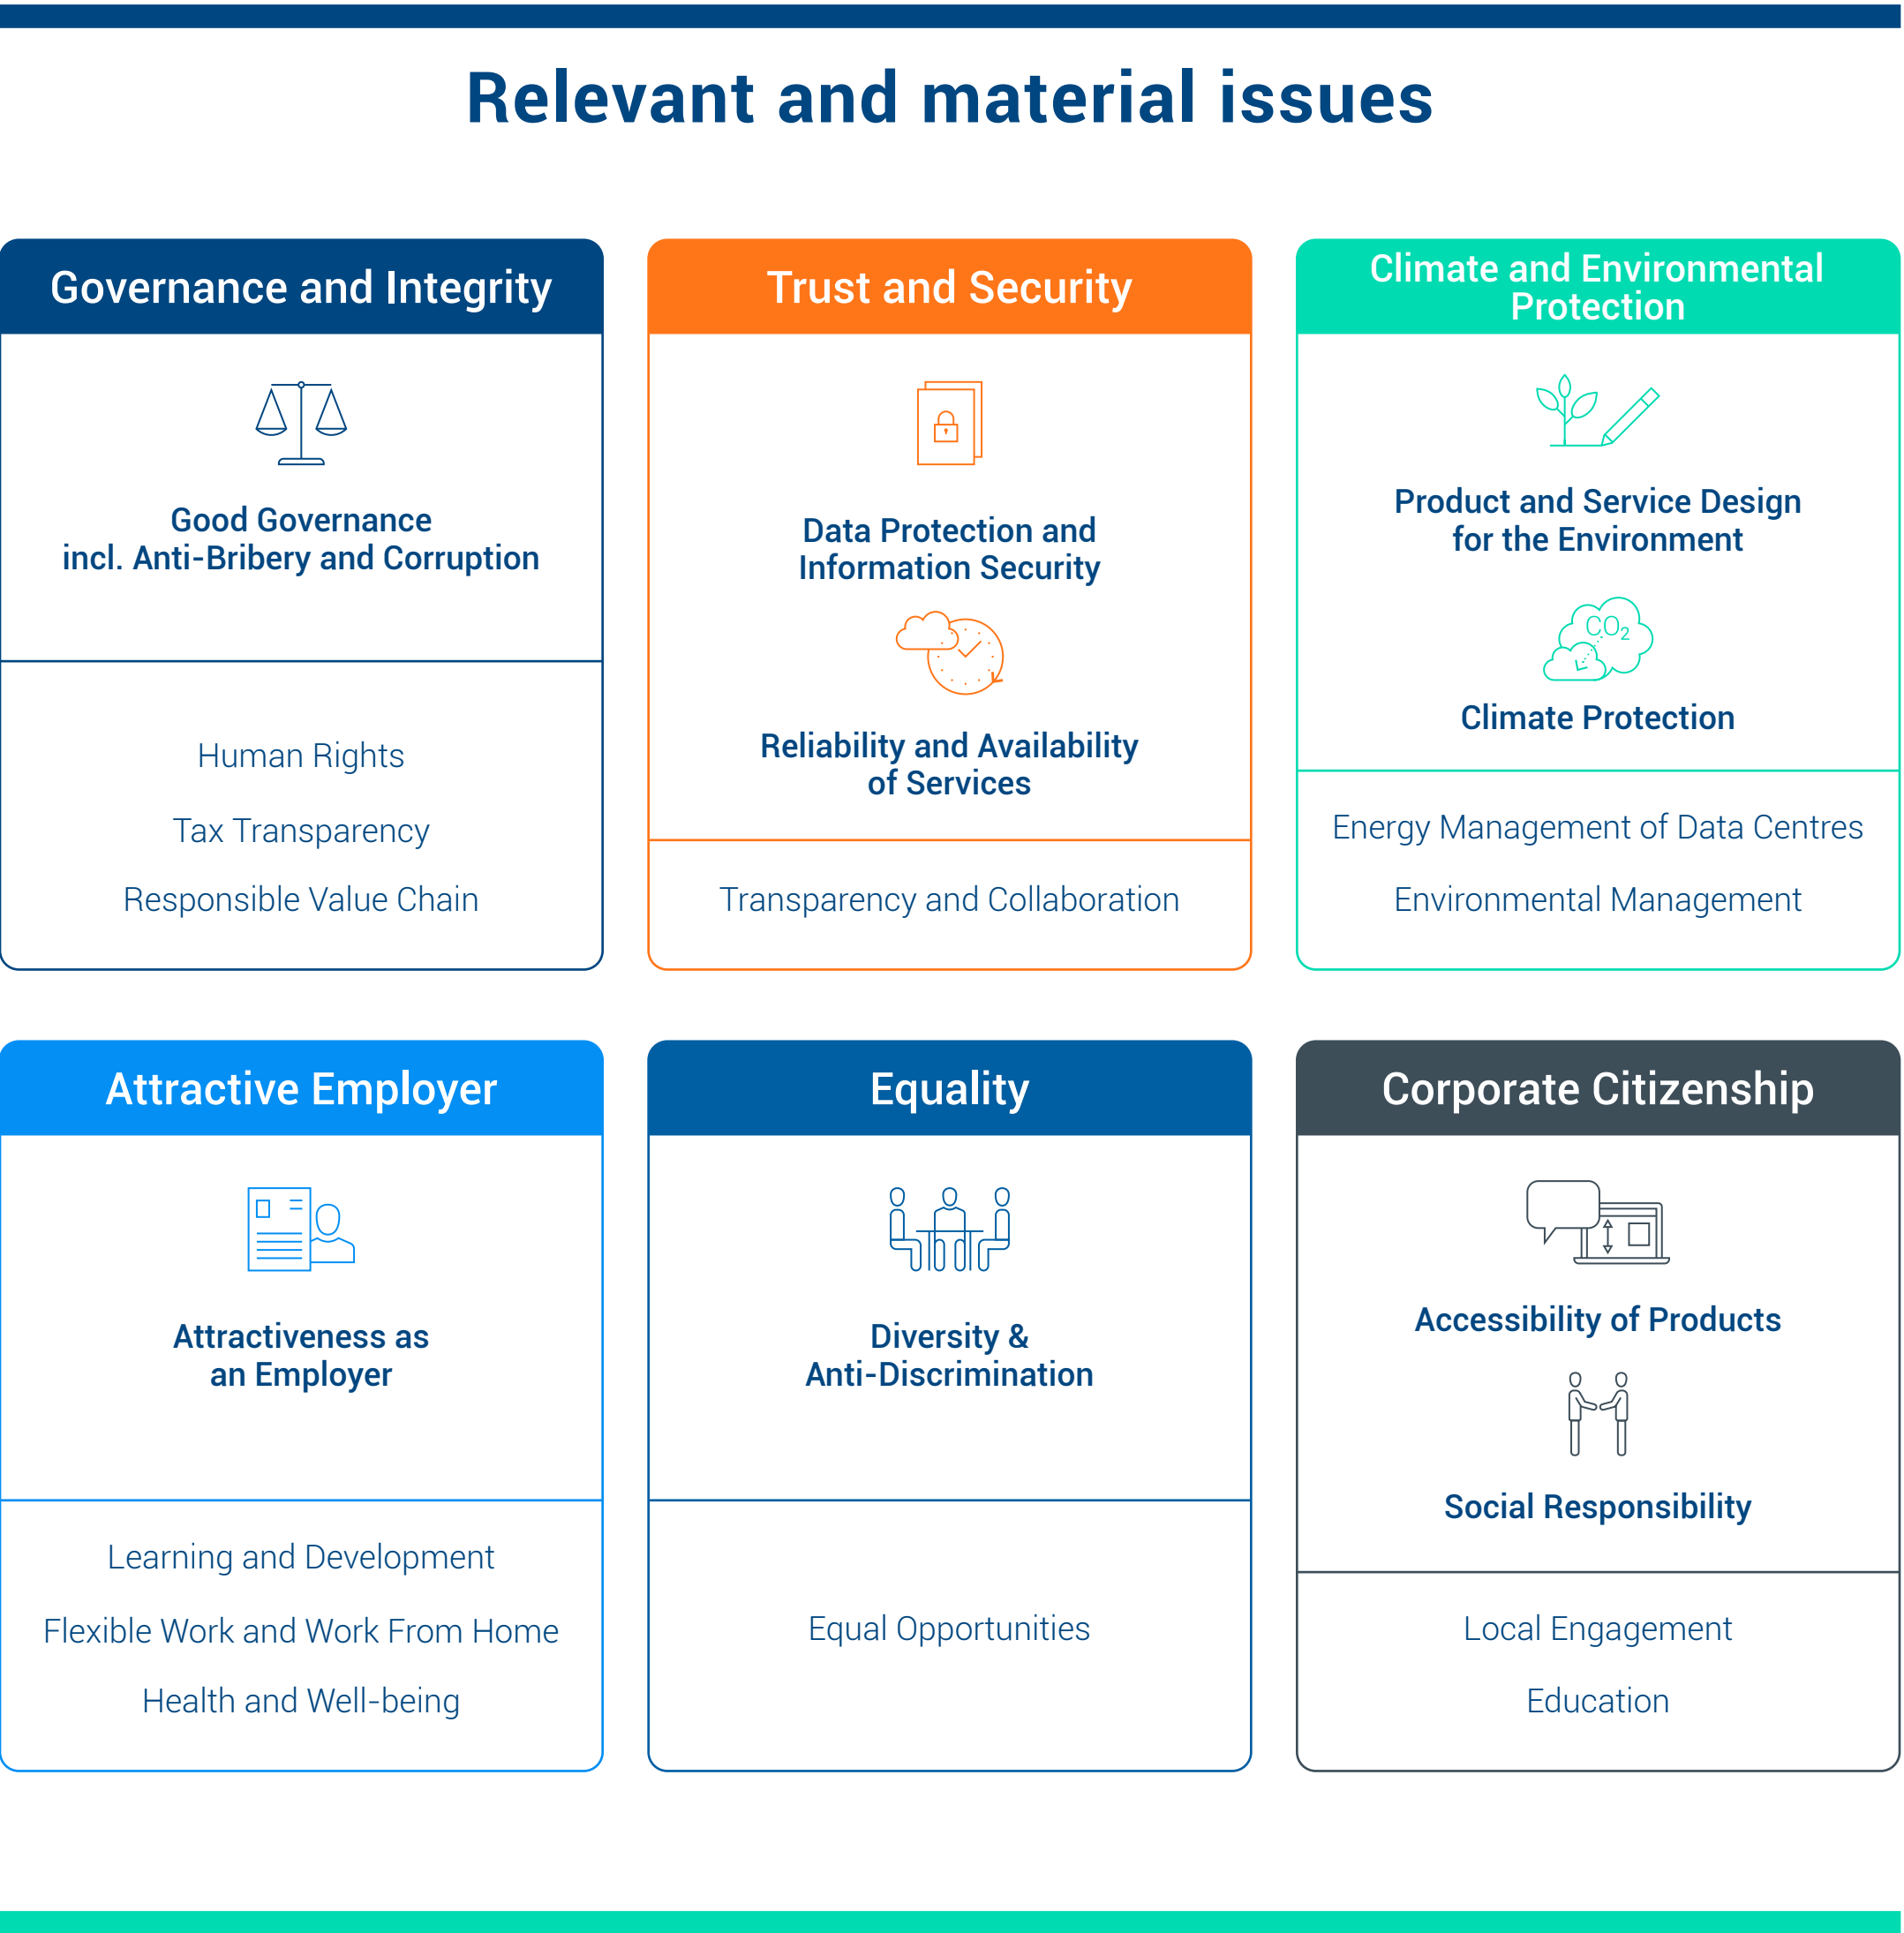 Relevant and material issues
Governance and Integrity
Good Governance
incl. Anti-Bribery and Corruption
Human Rights
Tax Transparency
Responsible Value Chain
Trust and Security
Data Protection and
Information Security
Reliability and Availability
of Services
Transparency and Collaboration
Climate and Environmental
Protection
Product and Service Design
for the Environment
CO₂
Climate Protection
Energy Management of Data Centres
Environmental Management
Attractive Employer
Attractiveness as
an Employer
Learning and Development
Flexible Work and Work From Home
Health and Well-being
Equality
Diversity &
Anti-Discrimination
Equal Opportunities
Corporate Citizenship
Accessibility of Products
Social Responsibility
Local Engagement
Education